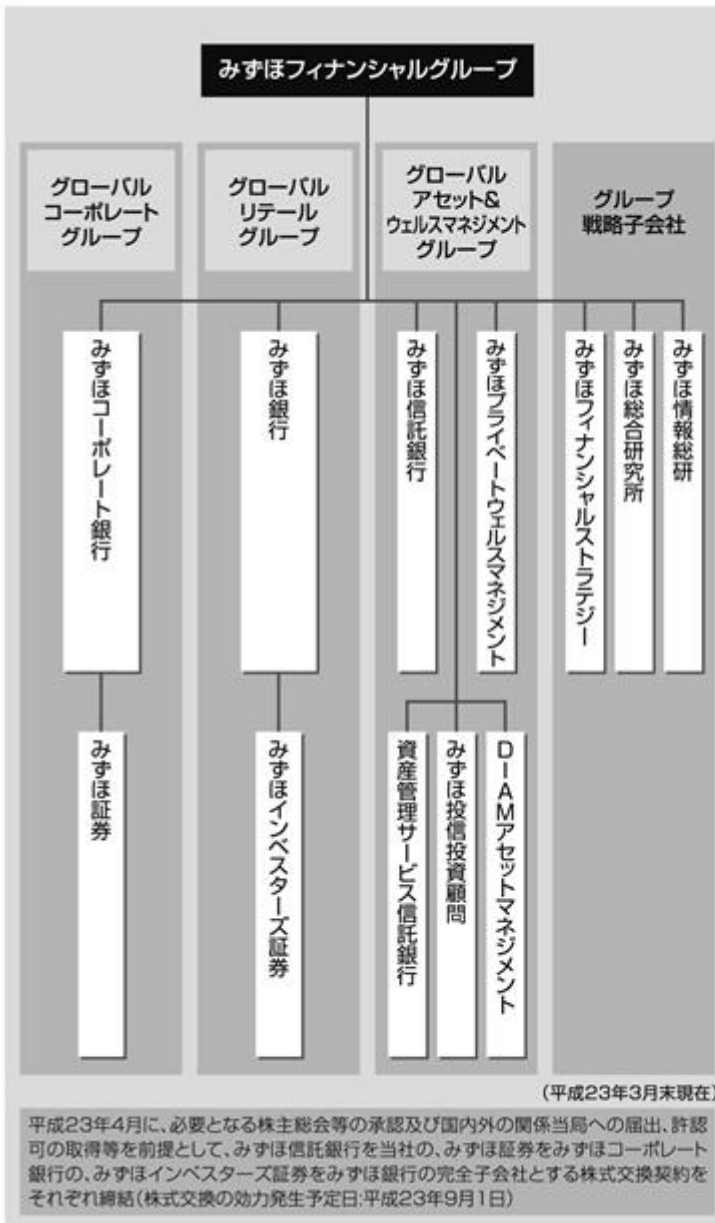 みずほフィナンシャルグループ
グローバル
コーポレート
グループ
グローバル
リテール
グループ
グローバル
アセット&
ウェルスマネジメント
グループ
グループ
戦略子会社
みずほコーポレート銀行
みずほ銀行
みずほ信託銀行
みずほプライベートウェルスマネジメント
みずほフィナンシャルストラテジー
みずほ総合研究所
みずほ情報総研
みずほ証券
みずほインベスターズ証券
資産管理サービス信託銀行
みずほ投信投資顧問
DIAMアセットマネジメント
(平成23年3月末現在)
平成23年4月に、必要となる株主総会等の承認及び国内外の関係当局への届出、許認
可の取得等を前提として、みずほ信託銀行を当社の、みずほ証券をみずほコーポレート
銀行の、みずほインベスターズ証券をみずほ銀行の完全子会社とする株式交換契約を
それぞれ締結(株式交換の効力発生予定日:平成23年9月1日)